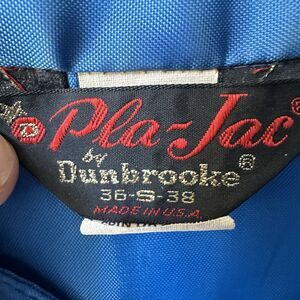 Pla-Jac®
by
Dunbrooke®
36-S-38
MADE IN U.S.A.